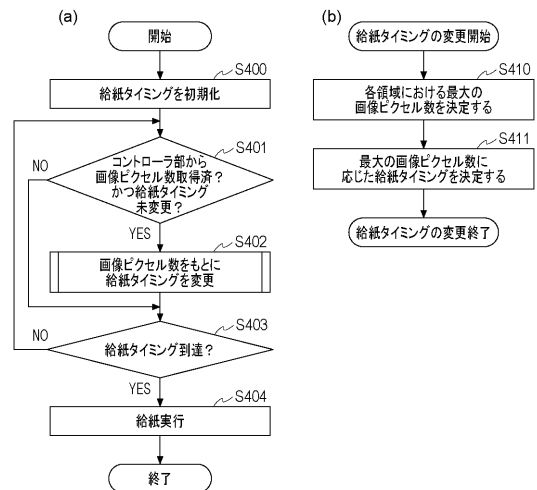 (a)
開始
S400
給紙タイミングを初期化
S401
NO
コントローラ部から
画像ピクセル数取得済？
かつ給紙タイミング
未変更？
YES
S402
画像ピクセル数をもとに
給紙タイミングを変更
S403
NO
給紙タイミング到達？
YES
S404
給紙実行
終了
(b)
給紙タイミングの変更開始
S410
各領域における最大の
画像ピクセル数を決定する
S411
最大の画像ピクセル数に
応じた給紙タイミングを決定する
給紙タイミングの変更終了